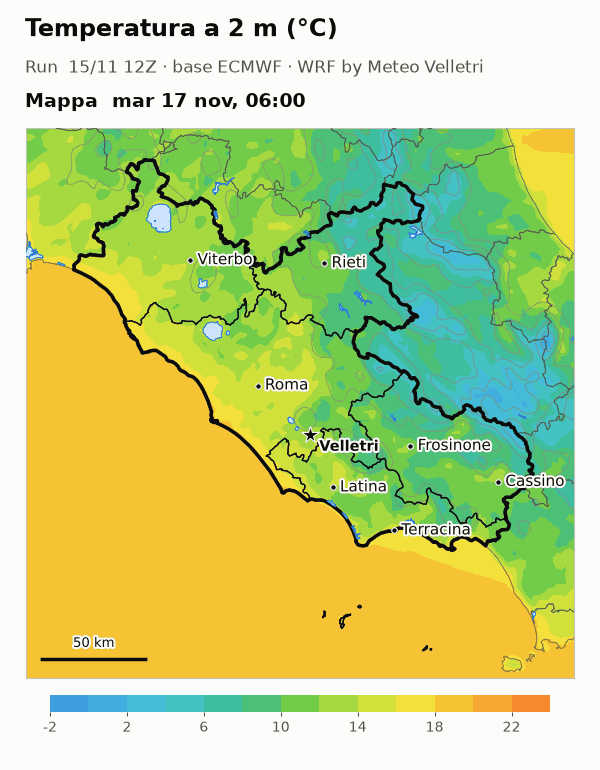 Temperatura a 2 m (°C)
Run  15/11 12Z · base ECMWF · WRF by Meteo Velletri
Mappa  mar 17 nov, 06:00
Viterbo
Rieti
Roma
Velletri
Frosinone
Cassino
Latina
Terracina
50 km
-2 2 6 10 14 18 22